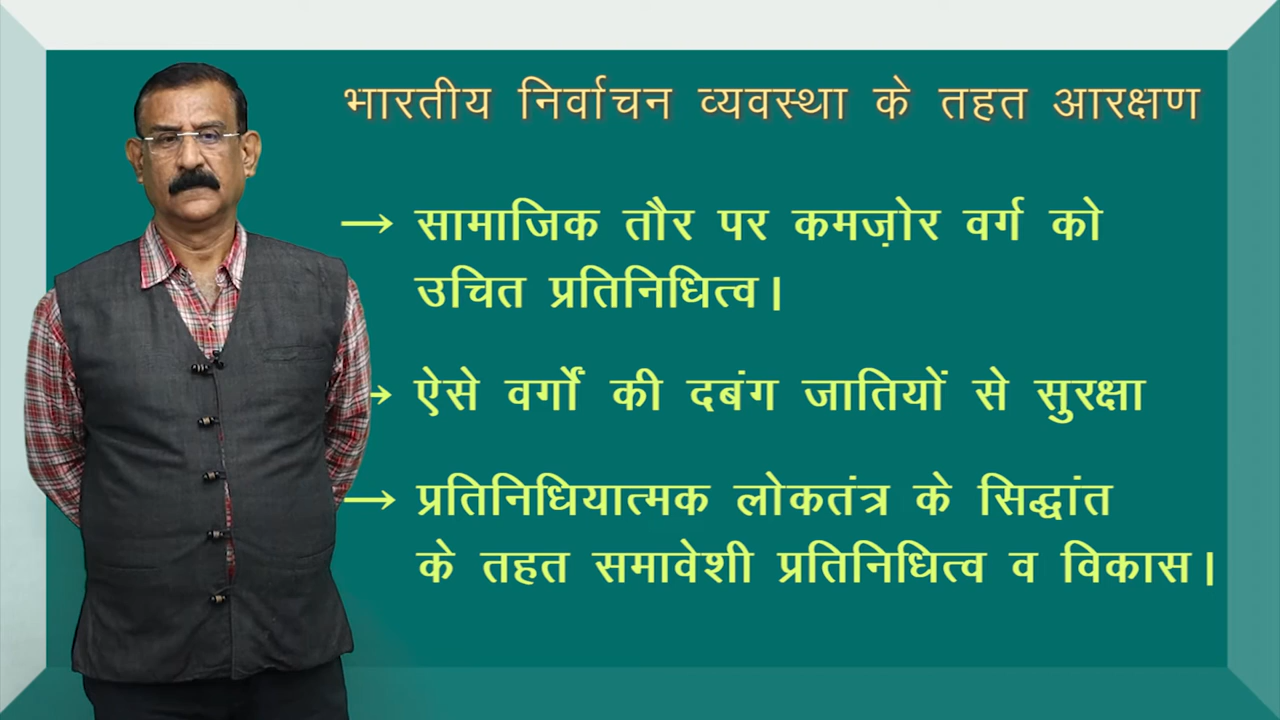 भारतीय निर्वाचन व्यवस्था के तहत आरक्षण
→ सामाजिक तौर पर कमज़ोर वर्ग को
उचित प्रतिनिधित्व।
→ ऐसे वर्गों की दबंग जातियों से सुरक्षा
→ प्रतिनिधियात्मक लोकतंत्र के सिद्धांत
के तहत समावेशी प्रतिनिधित्व व विकास।